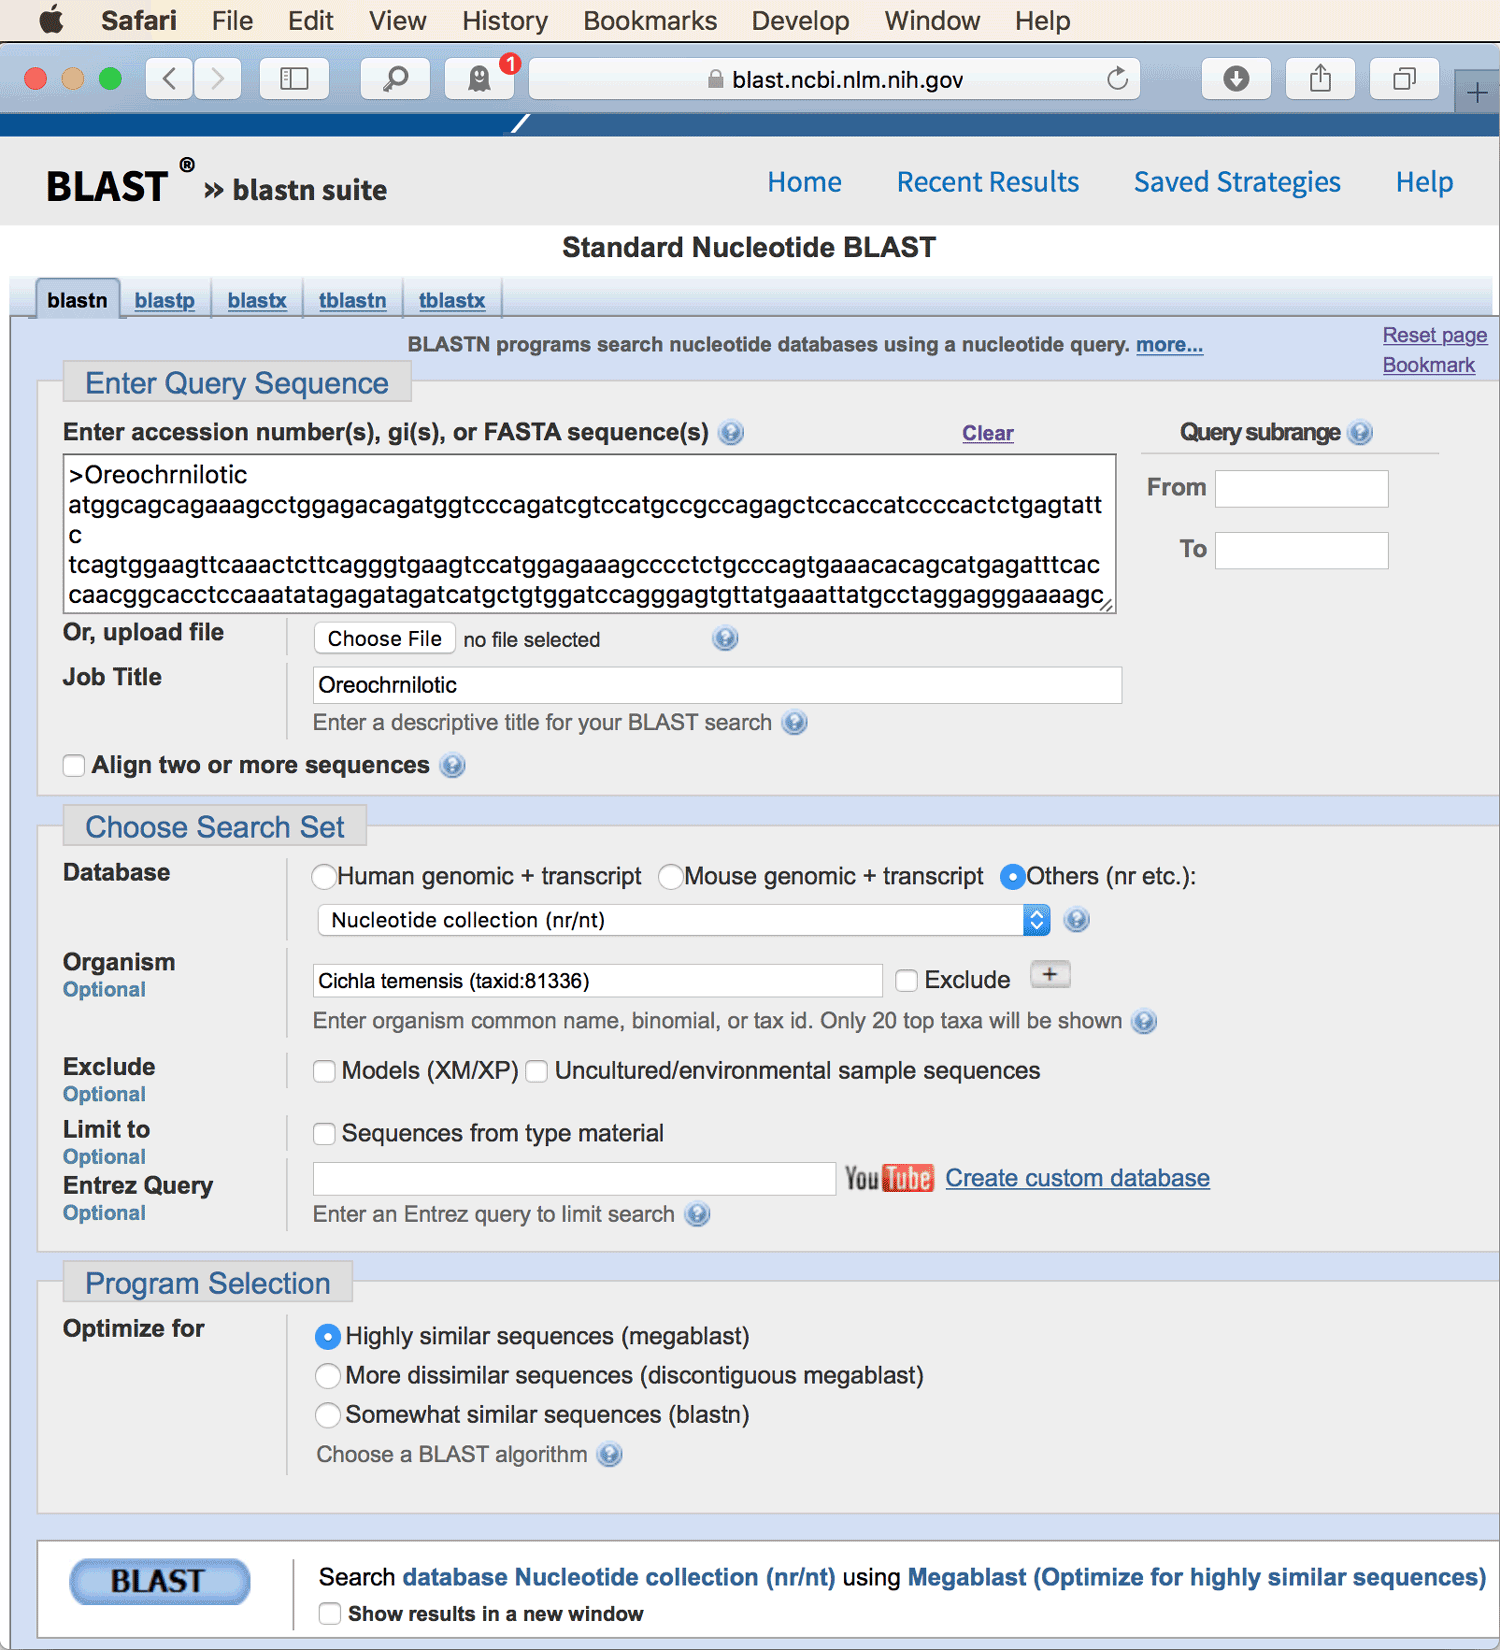 Safari File Edit View History Bookmarks Develop Window Help
1
blast.ncbi.nlm.nih.gov
BLAST ® » blastn suite Home Recent Results Saved Strategies Help
Standard Nucleotide BLAST
blastn blastp blastx tblastn tblastx
BLASTN programs search nucleotide databases using a nucleotide query. more... Reset page
Bookmark
Enter Query Sequence
Enter accession number(s), gi(s), or FASTA sequence(s) ? Clear Query subrange ?
>Oreochrnilotic
atggcagcagaaagcctggagacagatggtcccagatcgtccatgccgccagagctccaccatccccactctgagtatt
c
tcagtggaagttcaaactcttcagggtgaagtccatggagaaagcccctctgcccagtgaaacacagcatgagatttcac
caacggcacctccaaatatagagatagatcatgctgtggatccagggagtgttatgaaattatgcctaggagggaaaagc
From
To
Or, upload file Choose File no file selected ?
Job Title Oreochrnilotic
Enter a descriptive title for your BLAST search ?
Align two or more sequences ?
Choose Search Set
Database Human genomic + transcript Mouse genomic + transcript Others (nr etc.):
Nucleotide collection (nr/nt) ?
Organism
Optional
Cichla temensis (taxid:81336) Exclude +
Enter organism common name, binomial, or tax id. Only 20 top taxa will be shown ?
Exclude
Optional
Models (XM/XP) Uncultured/environmental sample sequences
Limit to
Optional
Sequences from type material
Entrez Query
Optional
YouTube Create custom database
Enter an Entrez query to limit search ?
Program Selection
Optimize for
Highly similar sequences (megablast)
More dissimilar sequences (discontiguous megablast)
Somewhat similar sequences (blastn)
Choose a BLAST algorithm ?
BLAST
Search database Nucleotide collection (nr/nt) using Megablast (Optimize for highly similar sequences)
Show results in a new window